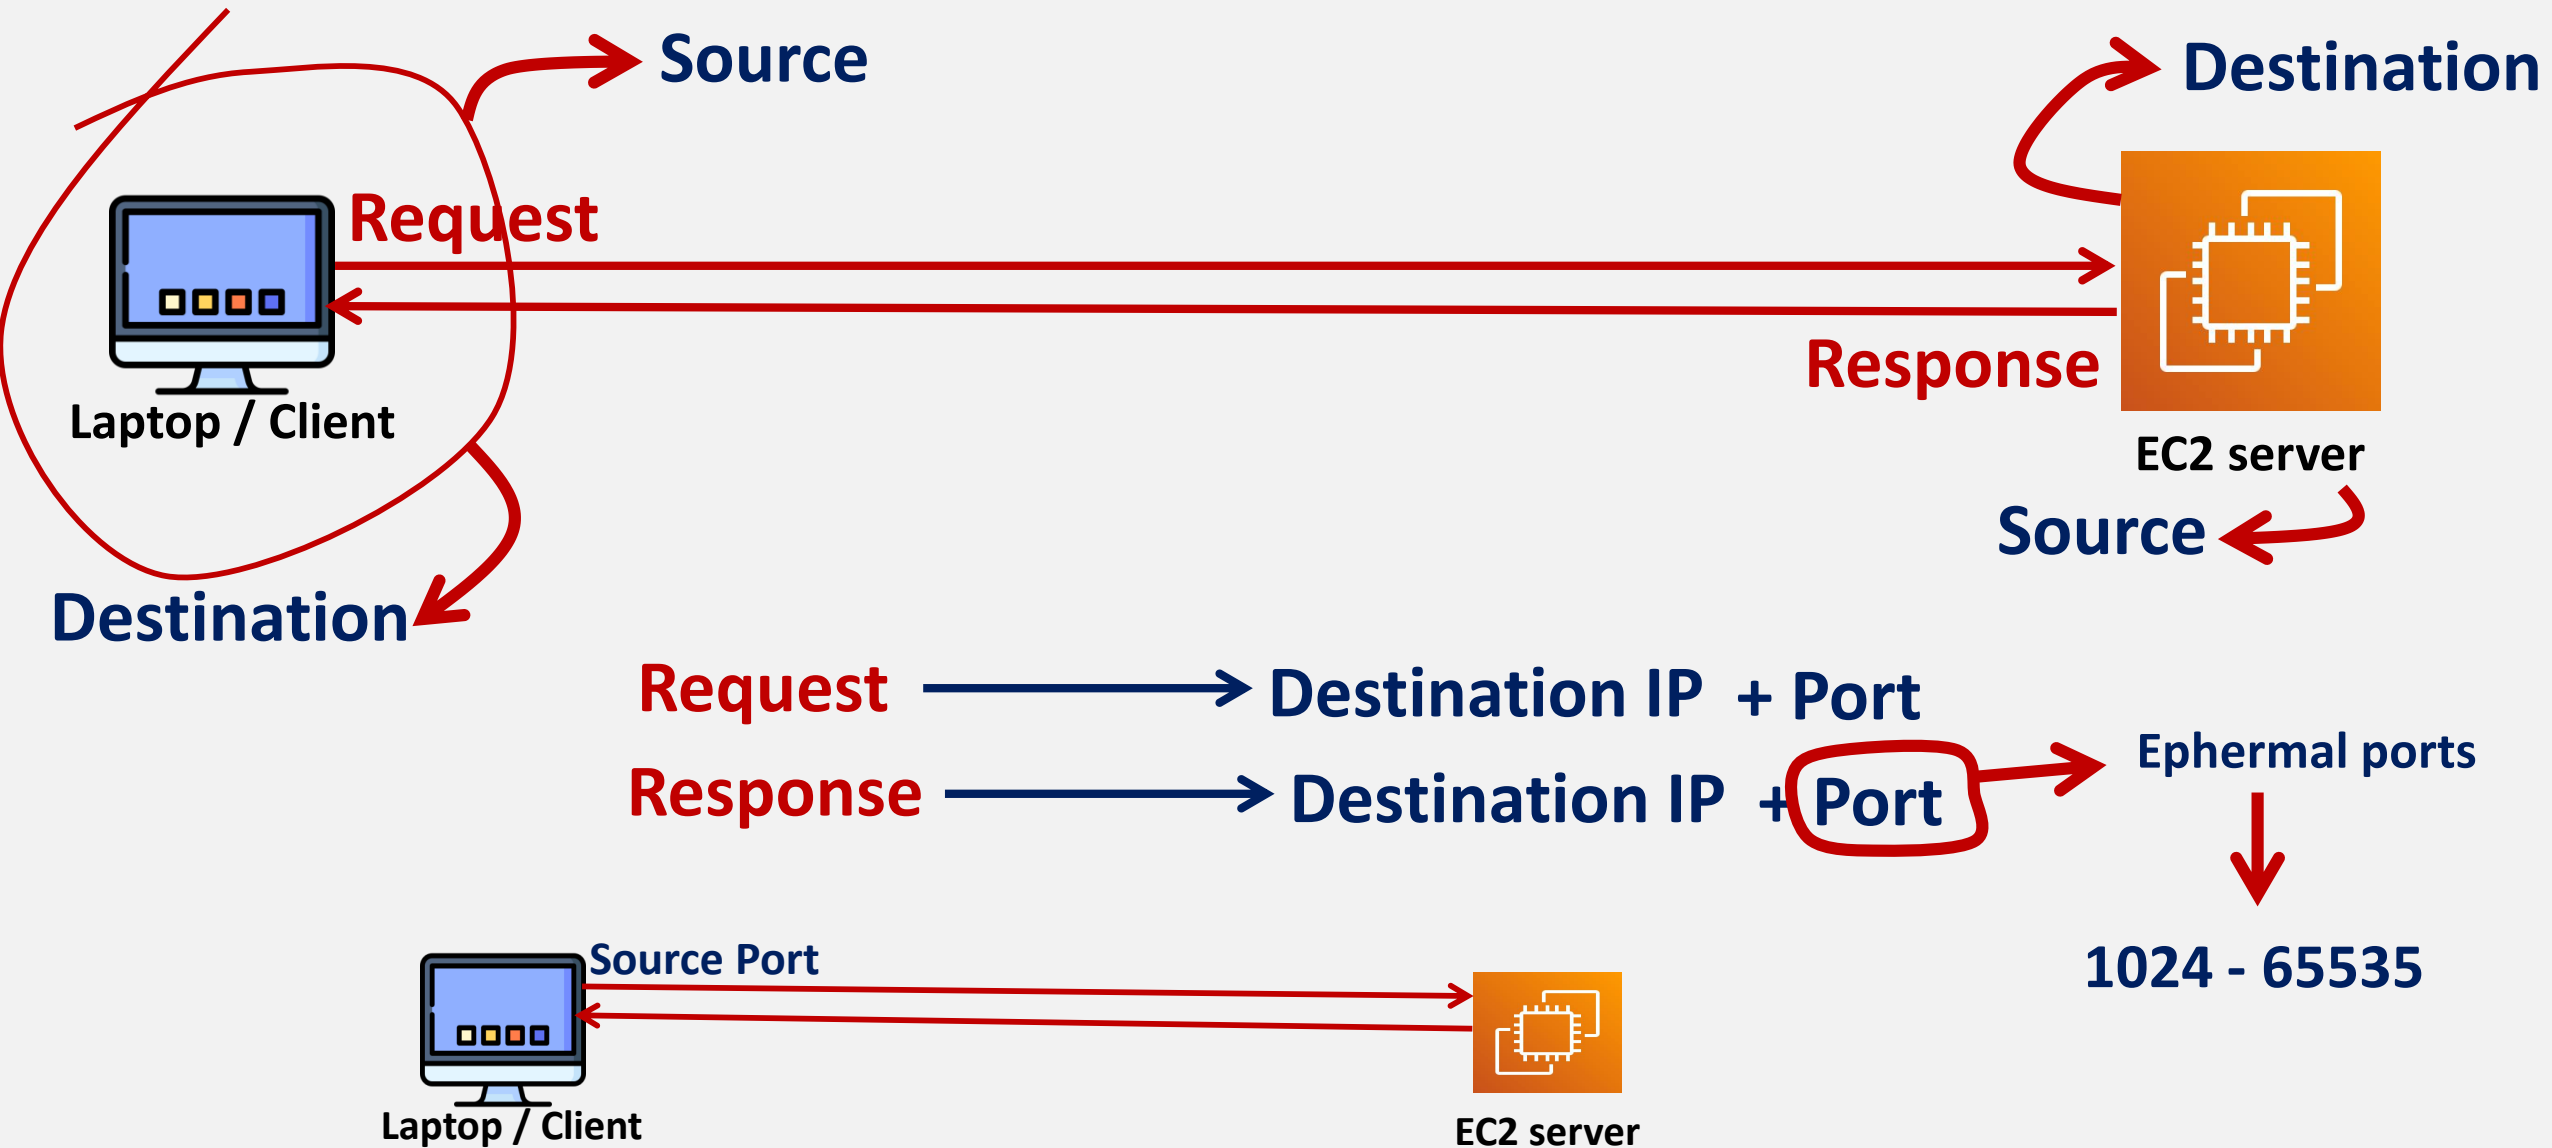 Source
Destination
Request
Response
Laptop / Client
EC2 server
Source
Destination
Request Destination IP + Port
Ephermal ports
Response Destination IP + Port
Source Port
1024 - 65535
Laptop / Client
EC2 server